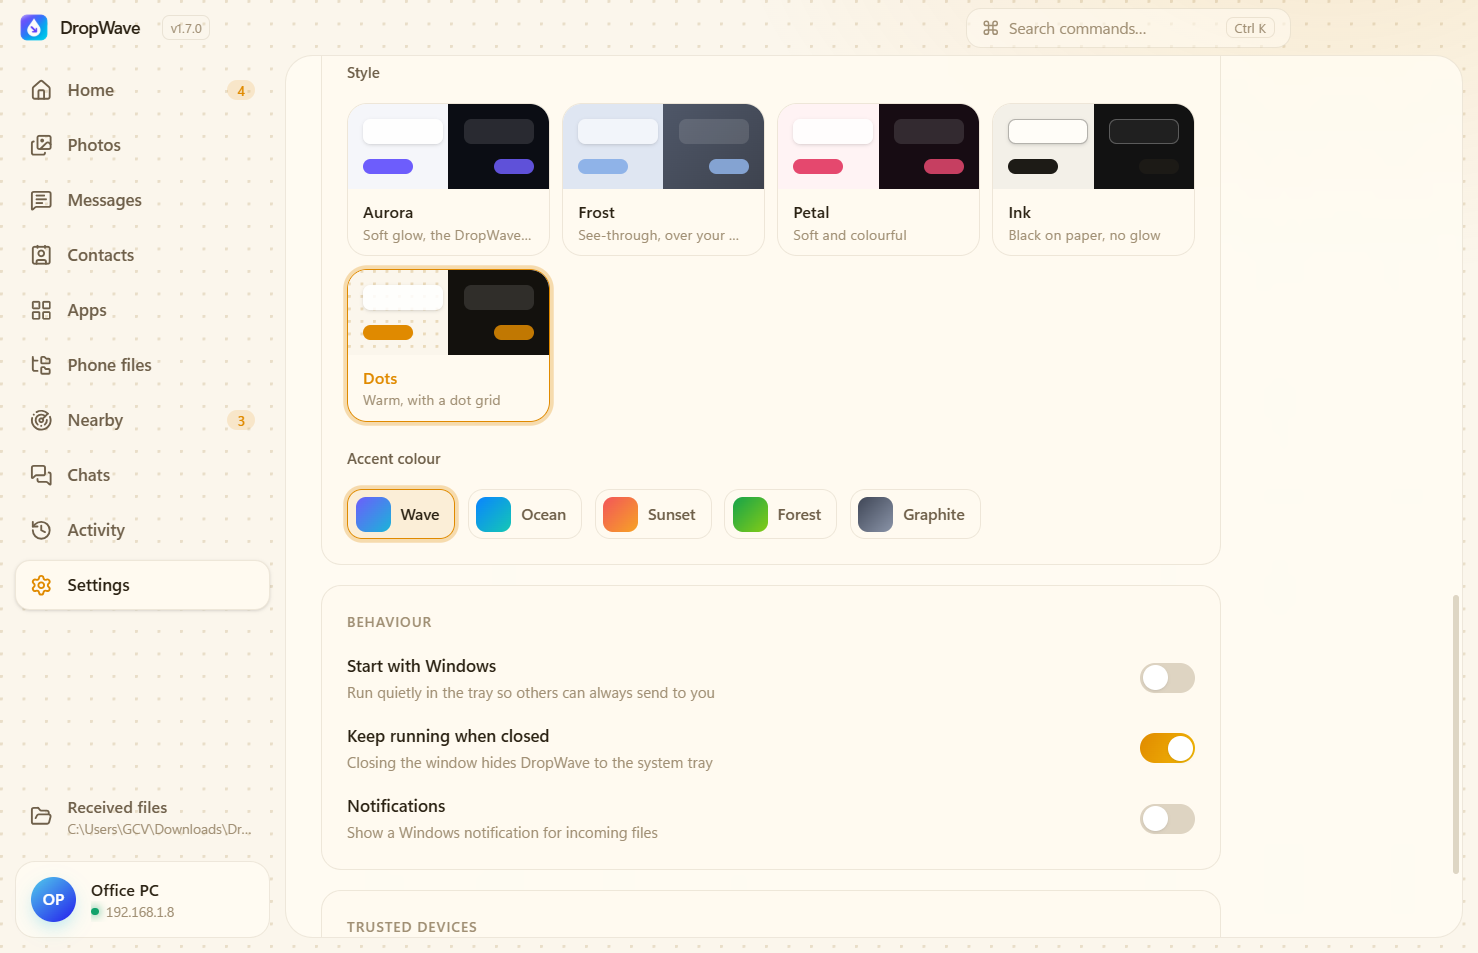 DropWave
v1.7.0
Search commands...
Ctrl K
Home
4
Photos
Messages
Contacts
Apps
Phone files
Nearby
3
Chats
Activity
Settings
Received files
C:\Users\GCV\Downloads\Dr...
OP
Office PC
192.168.1.8
Style
Aurora
Soft glow, the DropWave...
Frost
See-through, over your ...
Petal
Soft and colourful
Ink
Black on paper, no glow
Dots
Warm, with a dot grid
Accent colour
Wave
Ocean
Sunset
Forest
Graphite
BEHAVIOUR
Start with Windows
Run quietly in the tray so others can always send to you
Keep running when closed
Closing the window hides DropWave to the system tray
Notifications
Show a Windows notification for incoming files
TRUSTED DEVICES